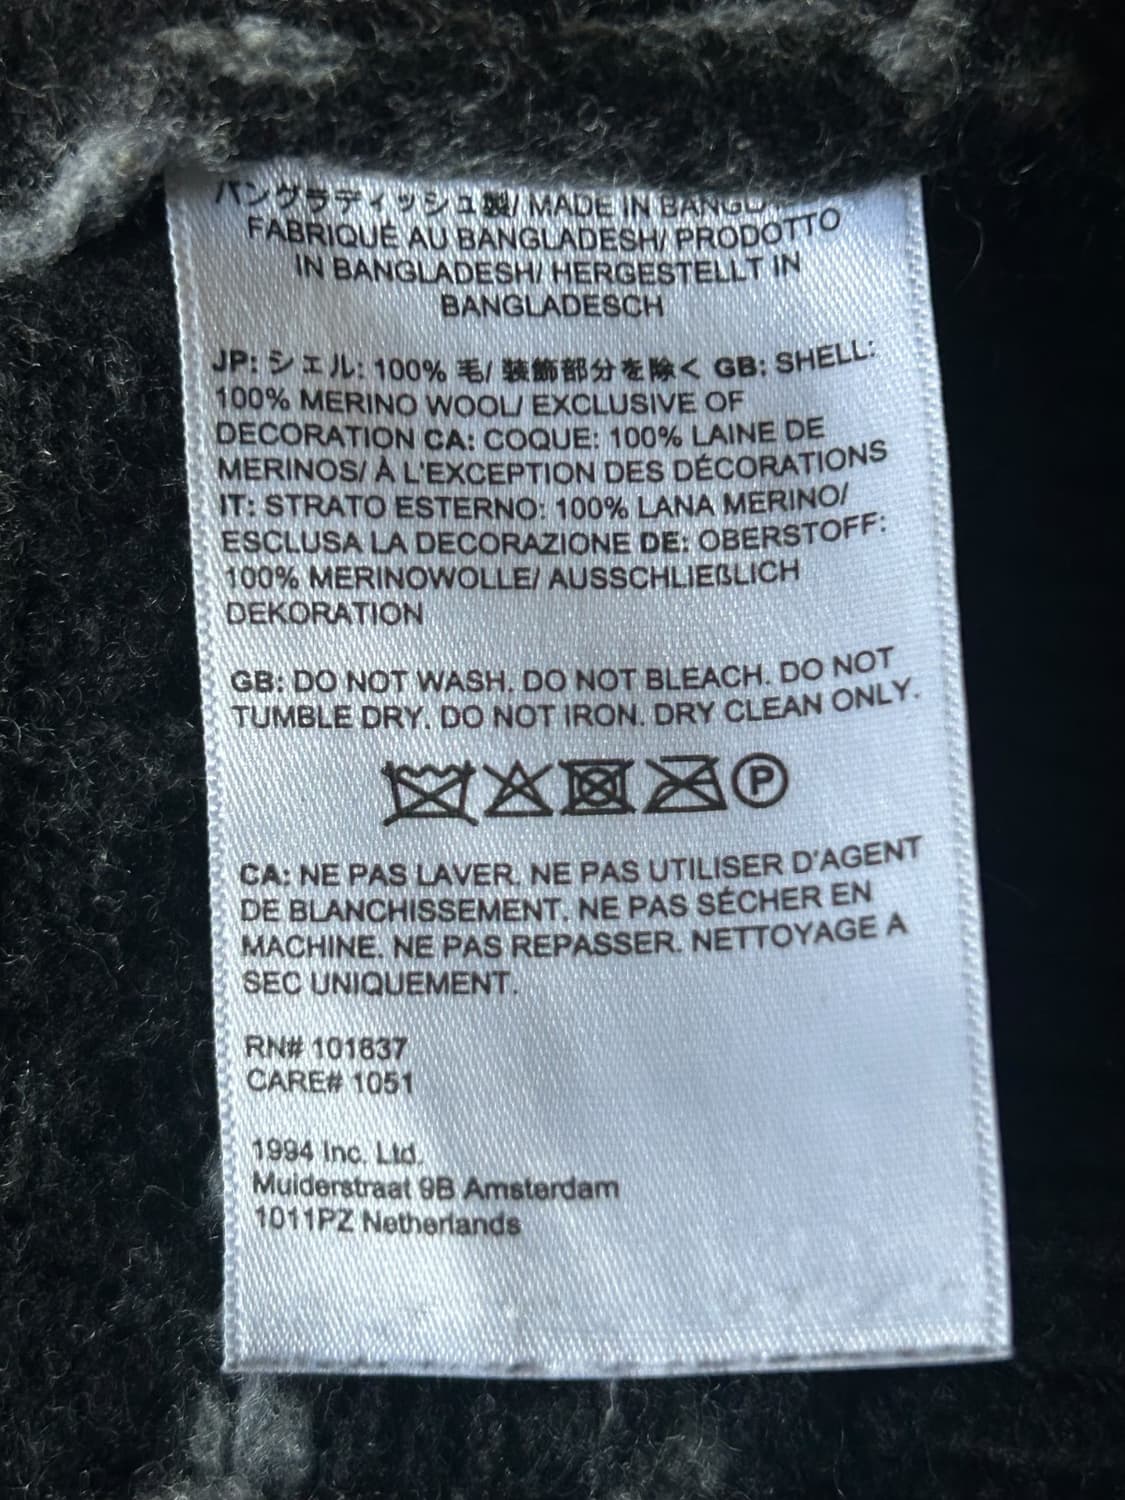 バングラディッシュ製/ MADE IN
FABRIQUÉ AU BANGLADESH/ PRODOTTO
IN BANGLADESH/ HERGESTELLT IN
BANGLADESCH
JP: シェル: 100% 毛/ 装飾部分を除く GB: SHELL:
100% MERINO WOOL/ EXCLUSIVE OF
DECORATION CA: COQUE: 100% LAINE DE
MERINOS/ À L'EXCEPTION DES DÉCORATIONS
IT: STRATO ESTERNO: 100% LANA MERINO/
ESCLUSA LA DECORAZIONE DE: OBERSTOFF:
100% MERINOWOLLE/ AUSSCHLIEßLICH
DEKORATION
GB: DO NOT WASH. DO NOT BLEACH. DO NOT
TUMBLE DRY. DO NOT IRON. DRY CLEAN ONLY.
P
CA: NE PAS LAVER. NE PAS UTILISER D'AGENT
DE BLANCHISSEMENT. NE PAS SÉCHER EN
MACHINE. NE PAS REPASSER. NETTOYAGE A
SEC UNIQUEMENT.
RN# 101837
CARE# 1051
1994 Inc. Ltd.
Muiderstraat 9B Amsterdam
1011PZ Netherlands